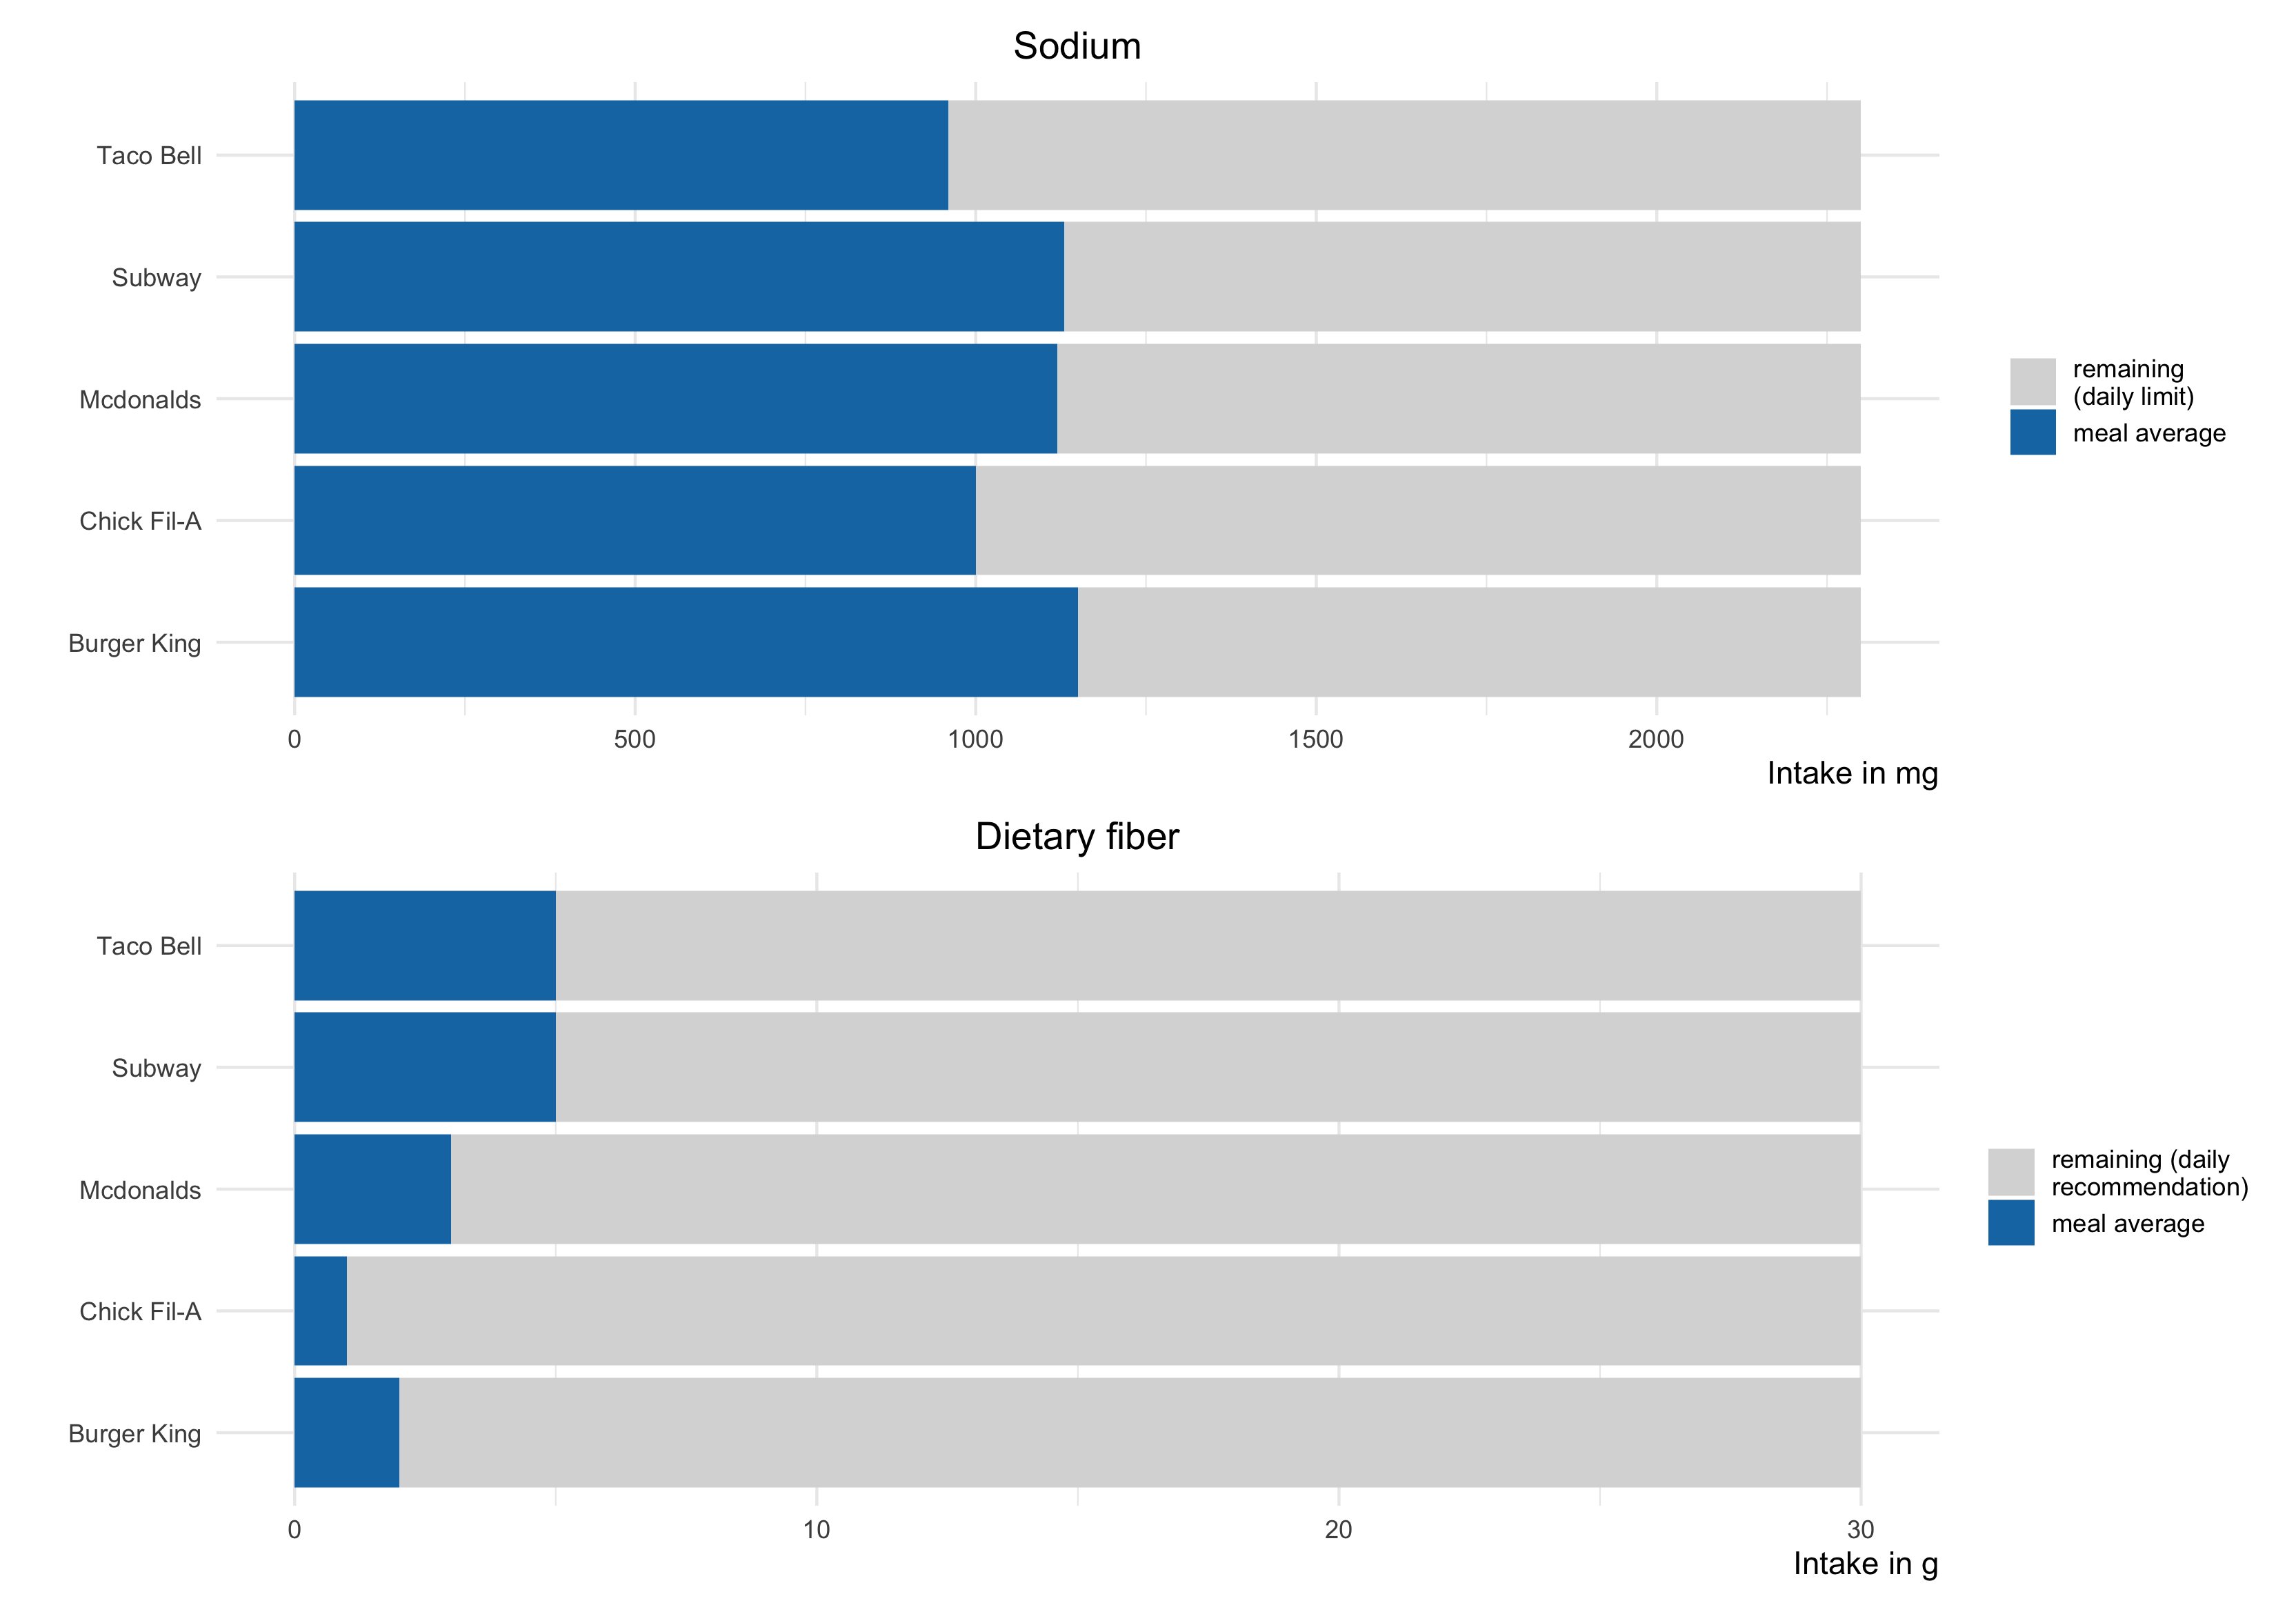 Sodium
Taco Bell
Subway
Mcdonalds
Chick Fil-A
Burger King
0 500 1000 1500 2000
Intake in mg
remaining
(daily limit)
meal average
Dietary fiber
Taco Bell
Subway
Mcdonalds
Chick Fil-A
Burger King
0 10 20 30
Intake in g
remaining (daily
recommendation)
meal average